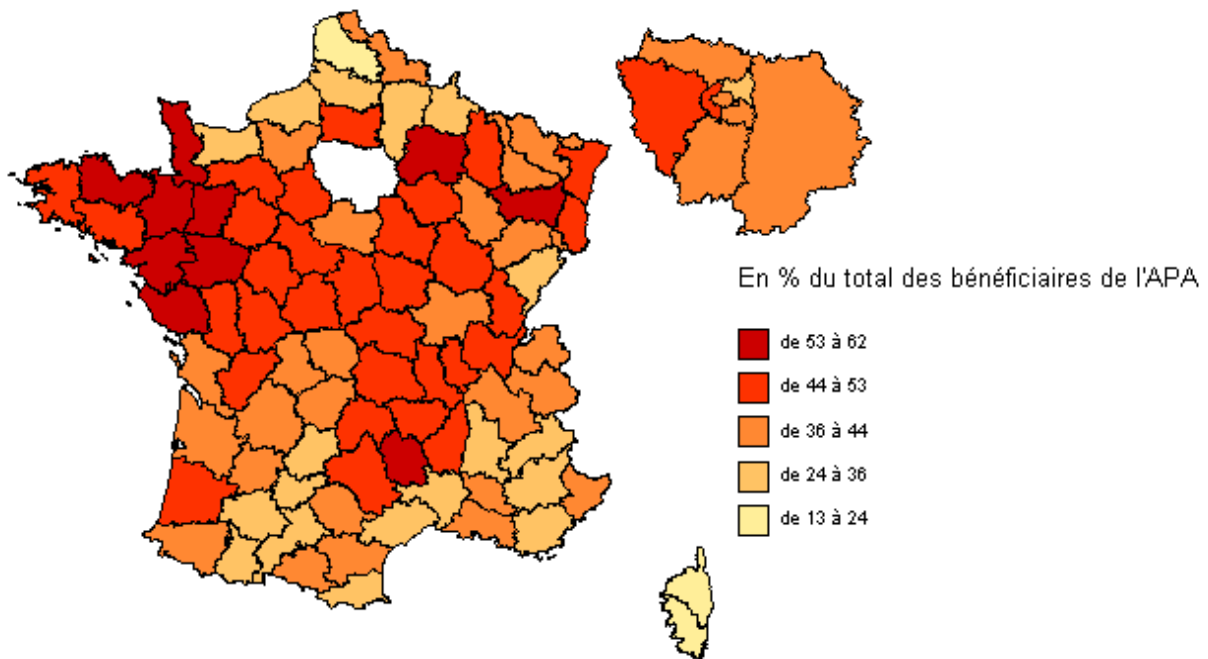 En % du total des bénéficiaires de l'APA
de 53 à 62
de 44 à 53
de 36 à 44
de 24 à 36
de 13 à 24